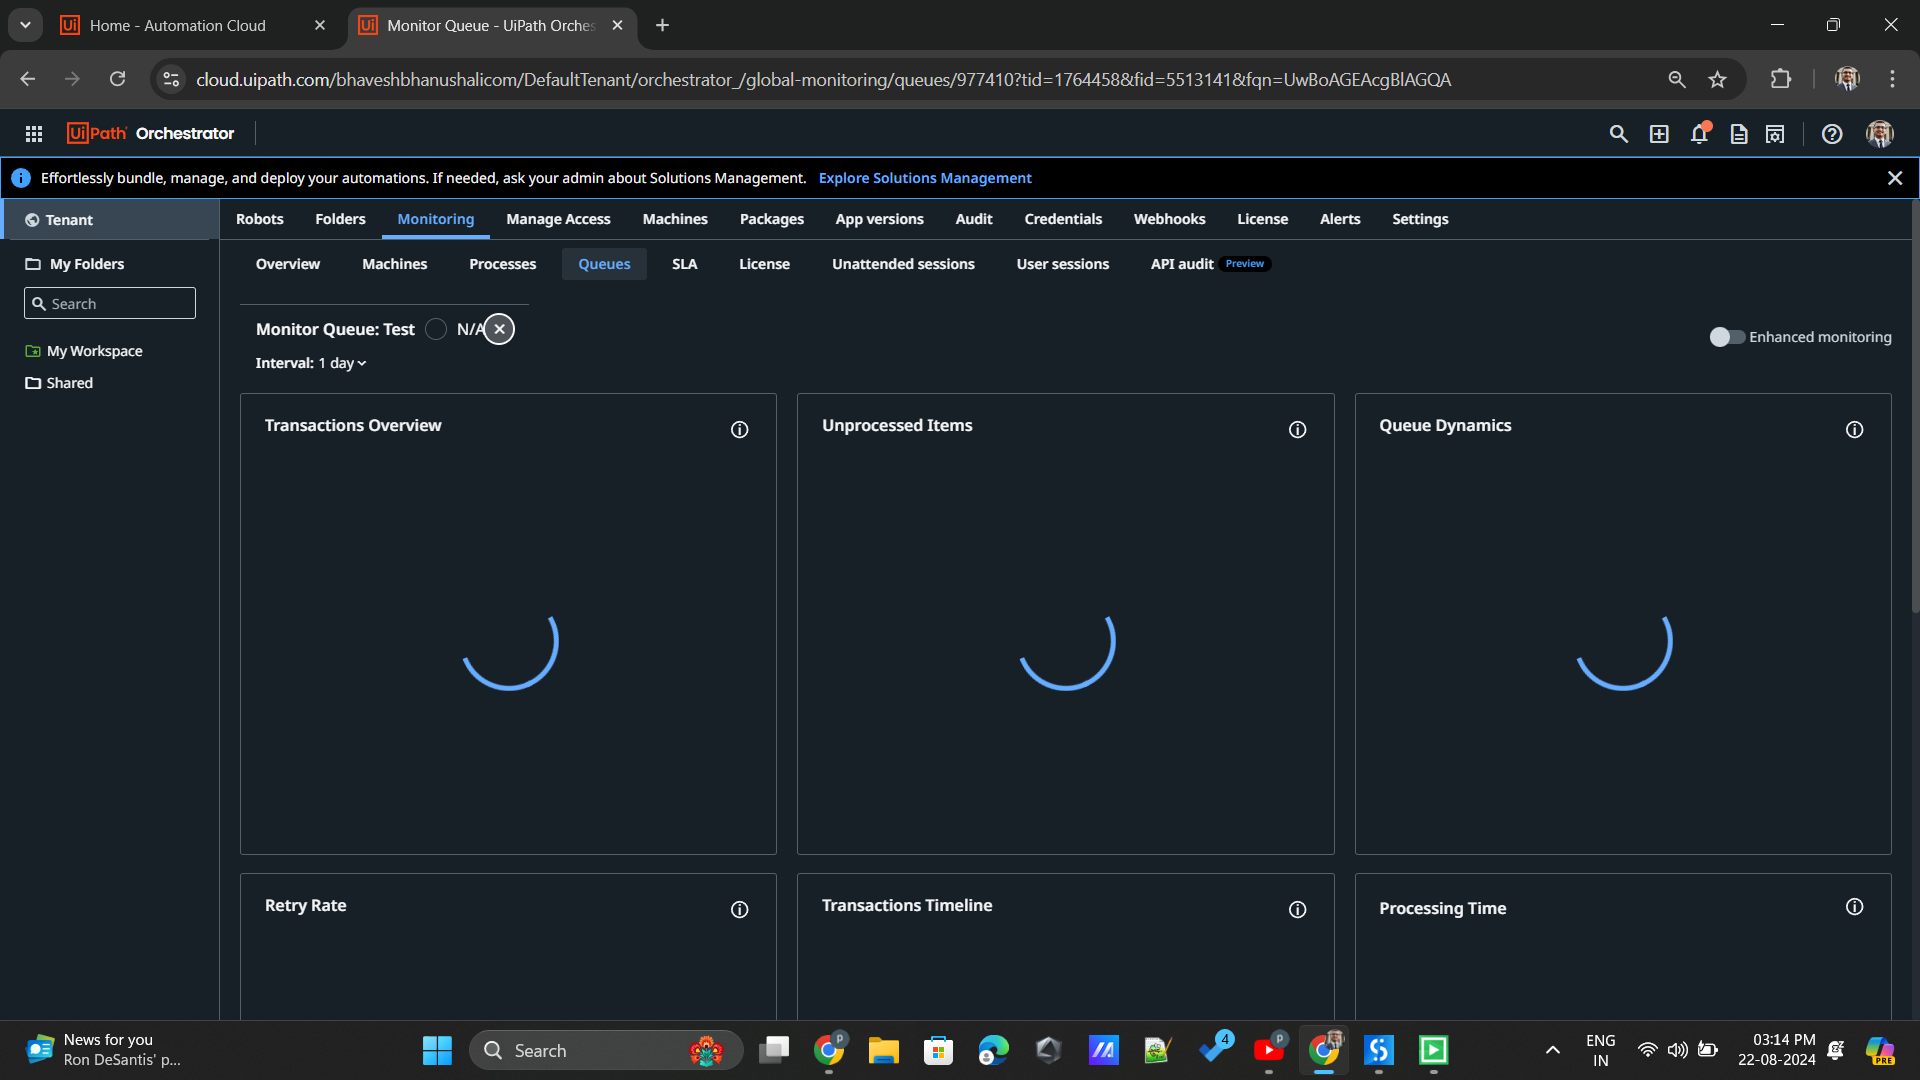 Home - Automation Cloud
Monitor Queue - UiPath Orches
cloud.uipath.com/bhaveshbhanushalicom/DefaultTenant/orchestrator_/global-monitoring/queues/977410?tid=1764458&fid=5513141&fqn=UwBoAGEAcgBlAGQA
UiPath Orchestrator
Effortlessly bundle, manage, and deploy your automations. If needed, ask your admin about Solutions Management. Explore Solutions Management
Tenant
Robots Folders Monitoring Manage Access Machines Packages App versions Audit Credentials Webhooks License Alerts Settings
My Folders
Overview Machines Processes Queues SLA License Unattended sessions User sessions API audit Preview
Search
Monitor Queue: Test N/A
Enhanced monitoring
My Workspace
Interval: 1 day
Shared
Transactions Overview
Unprocessed Items
Queue Dynamics
Retry Rate
Transactions Timeline
Processing Time
News for you
Ron DeSantis' p...
Search
P
4
P
ENG
IN
03:14 PM
22-08-2024
PRE